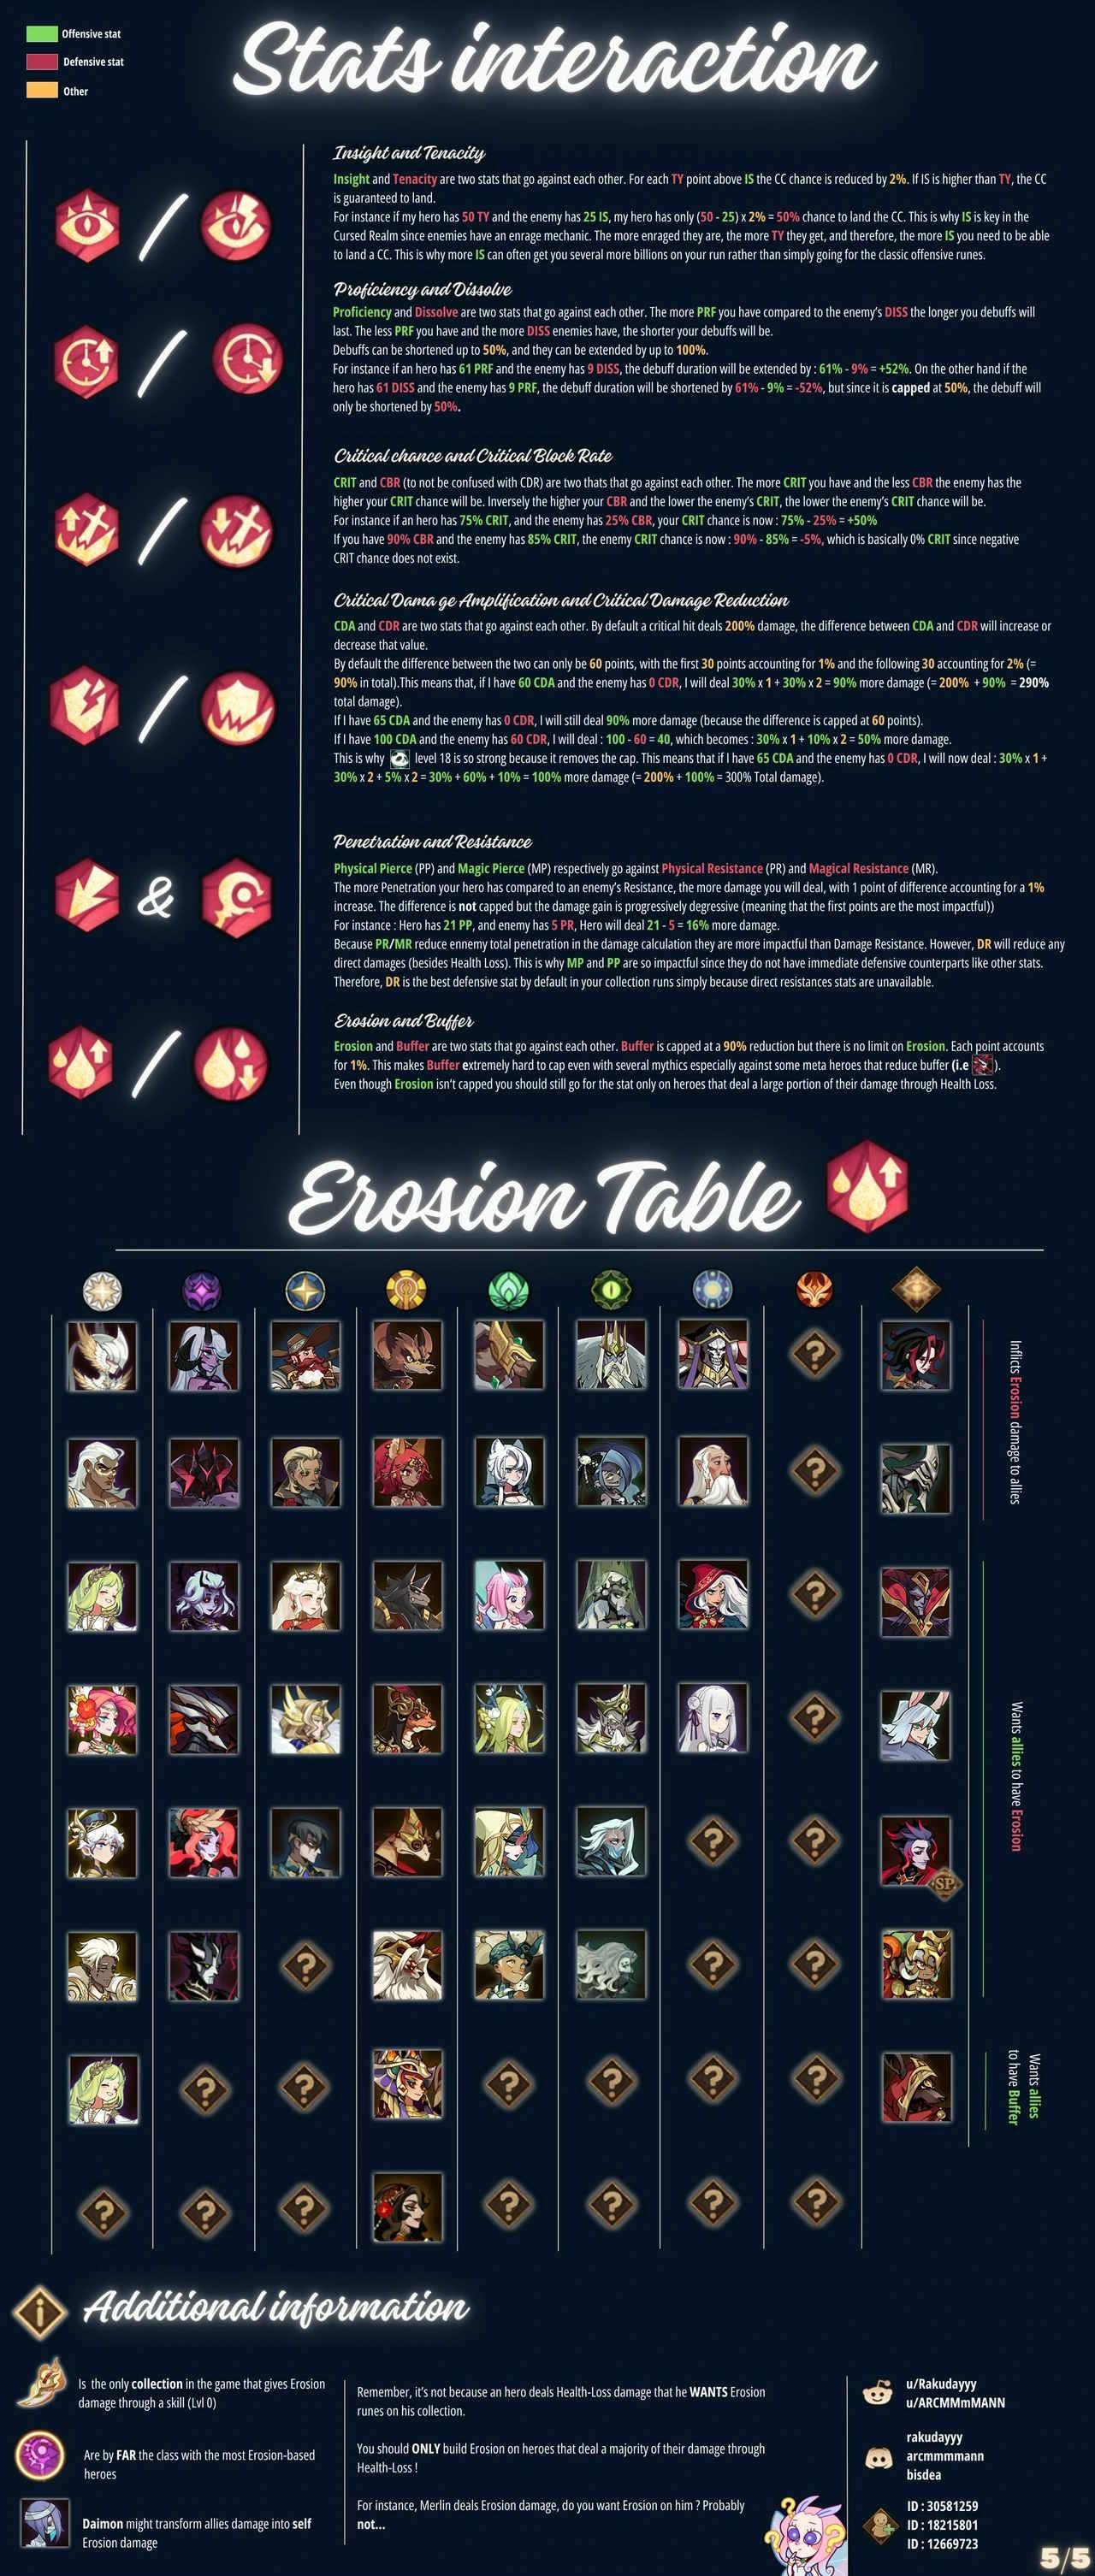 Offensive stat
Defensive stat
Other
Stats interaction
Insight and Tenacity
Insight and Tenacity are two stats that go against each other. For each TY point above IS the CC chance is reduced by 2%. If IS is higher than TY, the CC
is guaranteed to land.
For instance if my hero has 50 TY and the enemy has 25 IS, my hero has only (50 - 25) x 2% = 50% chance to land the CC. This is why IS is key in the
Cursed Realm since enemies have an enrage mechanic. The more enraged they are, the more TY they get, and therefore, the more IS you need to be able
to land a CC. This is why more IS can often get you several more billions on your run rather than simply going for the classic offensive runes.
Proficiency and Dissolve
Proficiency and Dissolve are two stats that go against each other. The more PRF you have compared to the enemy's DISS the longer you debuffs will
last. The less PRF you have and the more DISS enemies have, the shorter your debuffs will be.
Debuffs can be shortened up to 50%, and they can be extended by up to 100%.
For instance if an hero has 61 PRF and the enemy has 9 DISS, the debuff duration will be extended by : 61% - 9% = +52%. On the other hand if the
hero has 61 DISS and the enemy has 9 PRF, the debuff duration will be shortened by 61% - 9% = -52%, but since it is capped at 50%, the debuff will
only be shortened by 50%.
Critical chance and Critical Block Rate
CRIT and CBR (to not be confused with CDR) are two thats that go against each other. The more CRIT you have and the less CBR the enemy has the
higher your CRIT chance will be. Inversely the higher your CBR and the lower the enemy's CRIT, the lower the enemy's CRIT chance will be.
For instance if an hero has 75% CRIT, and the enemy has 25% CBR, your CRIT chance is now : 75% - 25% = +50%
If you have 90% CBR and the enemy has 85% CRIT, the enemy CRIT chance is now : 90% - 85% = -5%, which is basically 0% CRIT since negative
CRIT chance does not exist.
Critical Dama ge Amplification and Critical Damage Reduction
CDA and CDR are two stats that go against each other. By default a critical hit deals 200% damage, the difference between CDA and CDR will increase or
decrease that value.
By default the difference between the two can only be 60 points, with the first 30 points accounting for 1% and the following 30 accounting for 2% (=
90% in total).This means that, if I have 60 CDA and the enemy has 0 CDR, I will deal 30% x 1 + 30% x 2 = 90% more damage (= 200% + 90% = 290%
total damage).
If I have 65 CDA and the enemy has 0 CDR, I will still deal 90% more damage (because the difference is capped at 60 points).
If I have 100 CDA and the enemy has 60 CDR, I will deal : 100 - 60 = 40, which becomes : 30% x 1 + 10% x 2 = 50% more damage.
This is why level 18 is so strong because it removes the cap. This means that if I have 65 CDA and the enemy has 0 CDR, I will now deal : 30% x 1 +
30% x 2 + 5% x 2 = 30% + 60% + 10% = 100% more damage (= 200% + 100% = 300% Total damage).
&
Penetration and Resistance
Physical Pierce (PP) and Magic Pierce (MP) respectively go against Physical Resistance (PR) and Magical Resistance (MR).
The more Penetration your hero has compared to an enemy's Resistance, the more damage you will deal, with 1 point of difference accounting for a 1%
increase. The difference is not capped but the damage gain is progressively degressive (meaning that the first points are the most impactful))
For instance : Hero has 21 PP, and enemy has 5 PR, Hero will deal 21 - 5 = 16% more damage.
Because PR/MR reduce ennemy total penetration in the damage calculation they are more impactful than Damage Resistance. However, DR will reduce any
direct damages (besides Health Loss). This is why MP and PP are so impactful since they do not have immediate defensive counterparts like other stats.
Therefore, DR is the best defensive stat by default in your collection runs simply because direct resistances stats are unavailable.
Erosion and Buffer
Erosion and Buffer are two stats that go against each other. Buffer is capped at a 90% reduction but there is no limit on Erosion. Each point accounts
for 1%. This makes Buffer extremely hard to cap even with several mythics especially against some meta heroes that reduce buffer (i.e ).
Even though Erosion isn't capped you should still go for the stat only on heroes that deal a large portion of their damage through Health Loss.
Erosion Table
Inflicts Erosion damage to allies
Wants allies to have Erosion
SP
Wants allies
to have Buffer
Additional information
Is the only collection in the game that gives Erosion
damage through a skill (Lvl 0)
Are by FAR the class with the most Erosion-based
heroes
Daimon might transform allies damage into self
Erosion damage
Remember, it's not because an hero deals Health-Loss damage that he WANTS Erosion
runes on his collection.
You should ONLY build Erosion on heroes that deal a majority of their damage through
Health-Loss !
For instance, Merlin deals Erosion damage, do you want Erosion on him ? Probably
not...
u/Rakudayyy
u/ARCMMmMANN
rakudayyy
arcmmmmann
bisdea
ID : 30581259
ID : 18215801
ID : 12669723
5/5